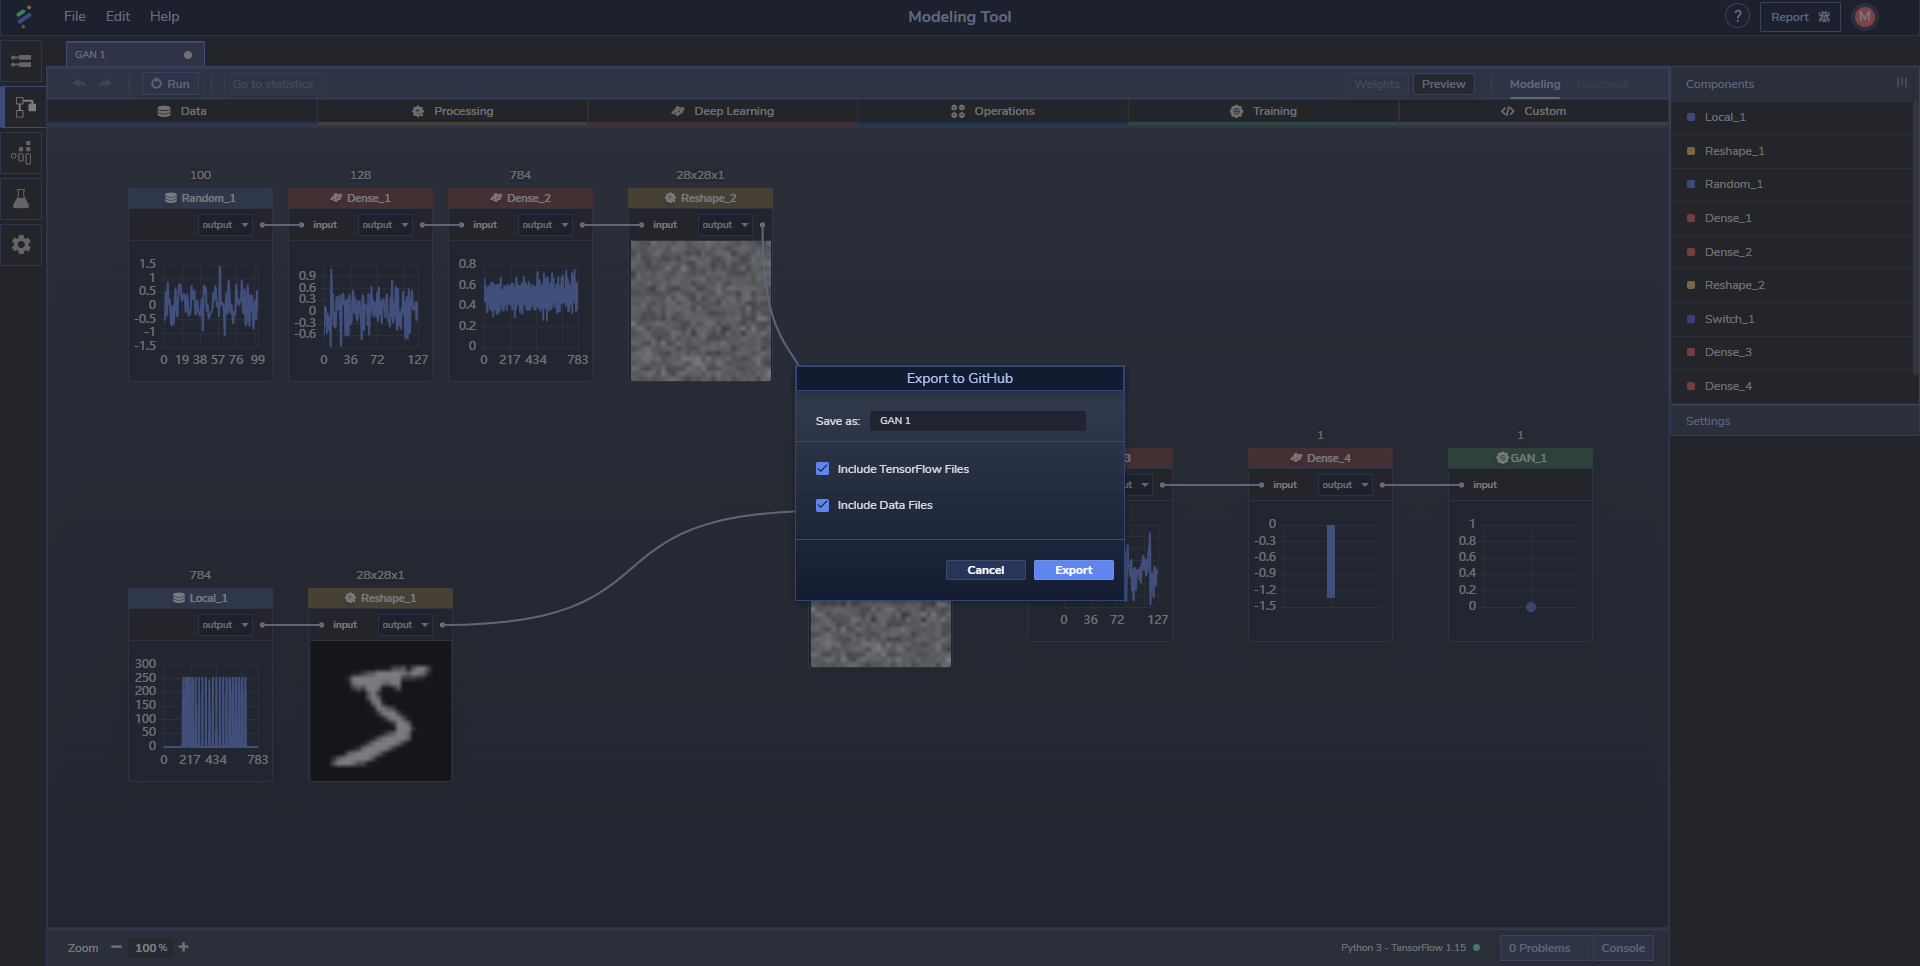 File Edit Help
Modeling Tool
? Report M
GAN 1
Run Go to statistics
Weights Preview Modeling Notebook
Data Processing Deep Learning Operations Training Custom
Components
Local_1
Reshape_1
Random_1
Dense_1
Dense_2
Reshape_2
Switch_1
Dense_3
Dense_4
Settings
100
Random_1
output
1.5
1
0.5
0
-0.5
-1
-1.5
0 19 38 57 76 99
128
Dense_1
input output
0.9
0.6
0.3
0
-0.3
-0.6
0 36 72 127
784
Dense_2
input output
0.8
0.6
0.4
0.2
0
0 217 434 783
28x28x1
Reshape_2
input output
Export to GitHub
Save as: GAN 1
Include TensorFlow Files
Include Data Files
Cancel Export
3
ut
0 36 72 127
1
Dense_4
input output
0
-0.3
-0.6
-0.9
-1.2
-1.5
1
GAN_1
input
1
0.8
0.6
0.4
0.2
0
784
Local_1
output
300
250
200
150
100
50
0
0 217 434 783
28x28x1
Reshape_1
input output
Zoom 100 %
Python 3 - TensorFlow 1.15
0 Problems Console